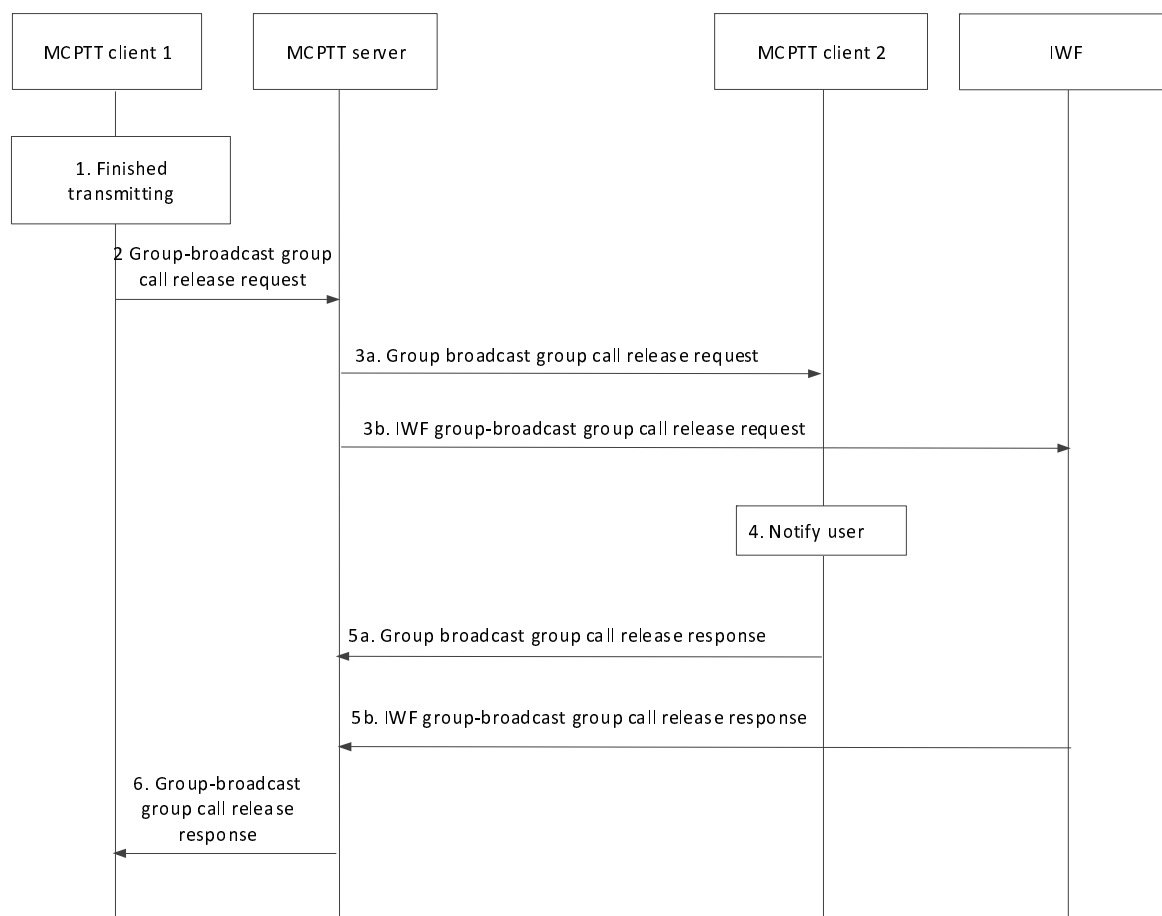 MCPTT client 1
MCPTT server
MCPTT client 2
IWF
1. Finished
transmitting
2 Group-broadcast group
call release request
3a. Group broadcast group call release request
3b. IWF group-broadcast group call release request
4. Notify user
5a. Group broadcast group call release response
5b. IWF group-broadcast group call release response
6. Group-broadcast
group call release
response